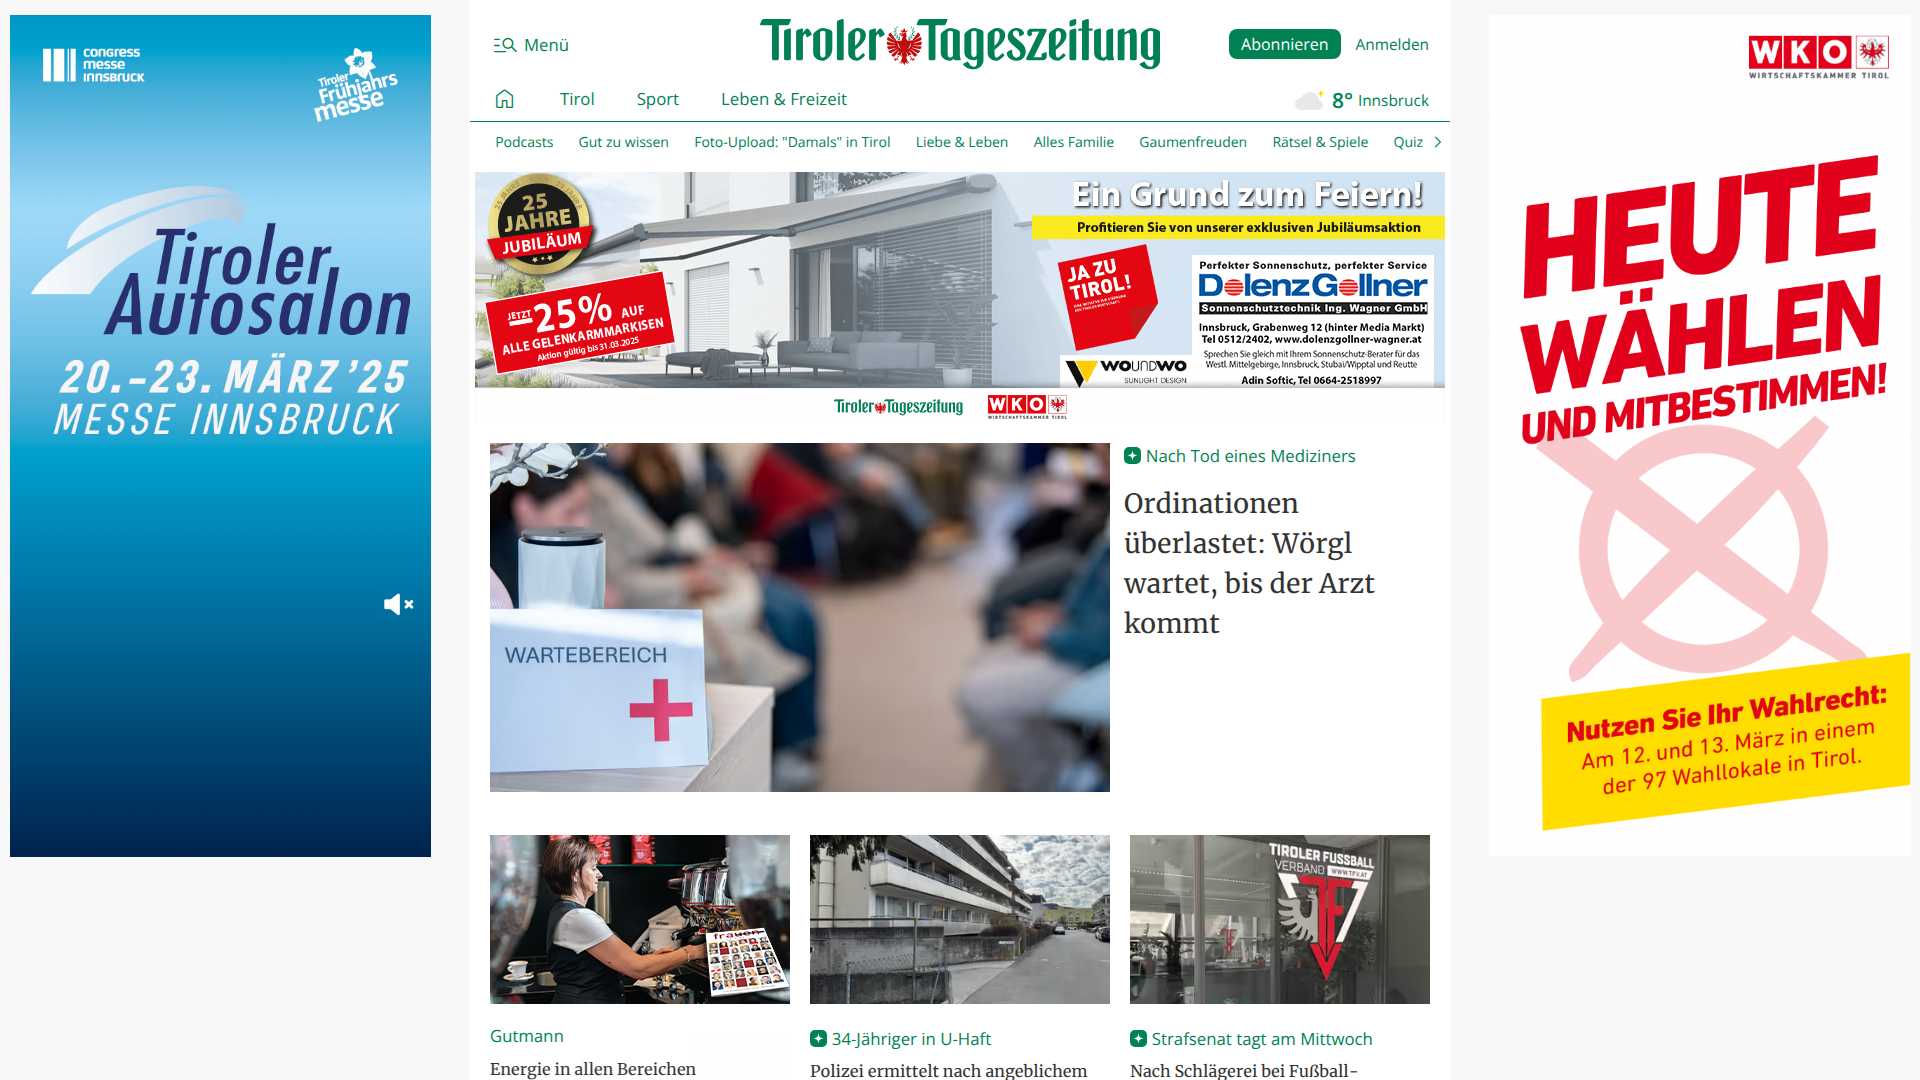 congress
messe
innsbruck
Tiroler
Frühjahrs
messe
Tiroler
Autosalon
20.–23. MÄRZ ’25
MESSE INNSBRUCK
Menü
Tiroler Tageszeitung
Abonnieren
Anmelden
Tirol
Sport
Leben & Freizeit
8° Innsbruck
Podcasts
Gut zu wissen
Foto-Upload: "Damals" in Tirol
Liebe & Leben
Alles Familie
Gaumenfreuden
Rätsel & Spiele
Quiz
25
JAHRE
JUBILÄUM
JETZT
–25% AUF
ALLE GELENKARMMARKISEN
Aktion gültig bis 31.03.2025
Ein Grund zum Feiern!
Profitieren Sie von unserer exklusiven Jubiläumsaktion
JA ZU
TIROL!
WOUNDWO
SUNLIGHT DESIGN
Perfekter Sonnenschutz, perfekter Service
Dolenz Gollner
Sonnenschutztechnik Ing. Wagner GmbH
Innsbruck, Grabenweg 12 (hinter Media Markt)
Tel 0512/2402, www.dolenzgollner-wagner.at
Sprechen Sie gleich mit Ihrem Sonnenschutz-Berater für das
Westl. Mittelgebirge, Innsbruck, Stubai/Wipptal und Reutte
Adin Softic, Tel 0664-2518997
Tiroler Tageszeitung
WKO
WIRTSCHAFTSKAMMER TIROL
WARTEBEREICH
Nach Tod eines Mediziners
Ordinationen
überlastet: Wörgl
wartet, bis der Arzt
kommt
frauen
TIROLER FUSSBALL
VERBAND WWW.TFV.AT
Gutmann
Energie in allen Bereichen
34-Jähriger in U-Haft
Polizei ermittelt nach angeblichem
Strafsenat tagt am Mittwoch
Nach Schlägerei bei Fußball-
WKO
WIRTSCHAFTSKAMMER TIROL
HEUTE
WÄHLEN
UND MITBESTIMMEN!
Nutzen Sie Ihr Wahlrecht:
Am 12. und 13. März in einem
der 97 Wahllokale in Tirol.